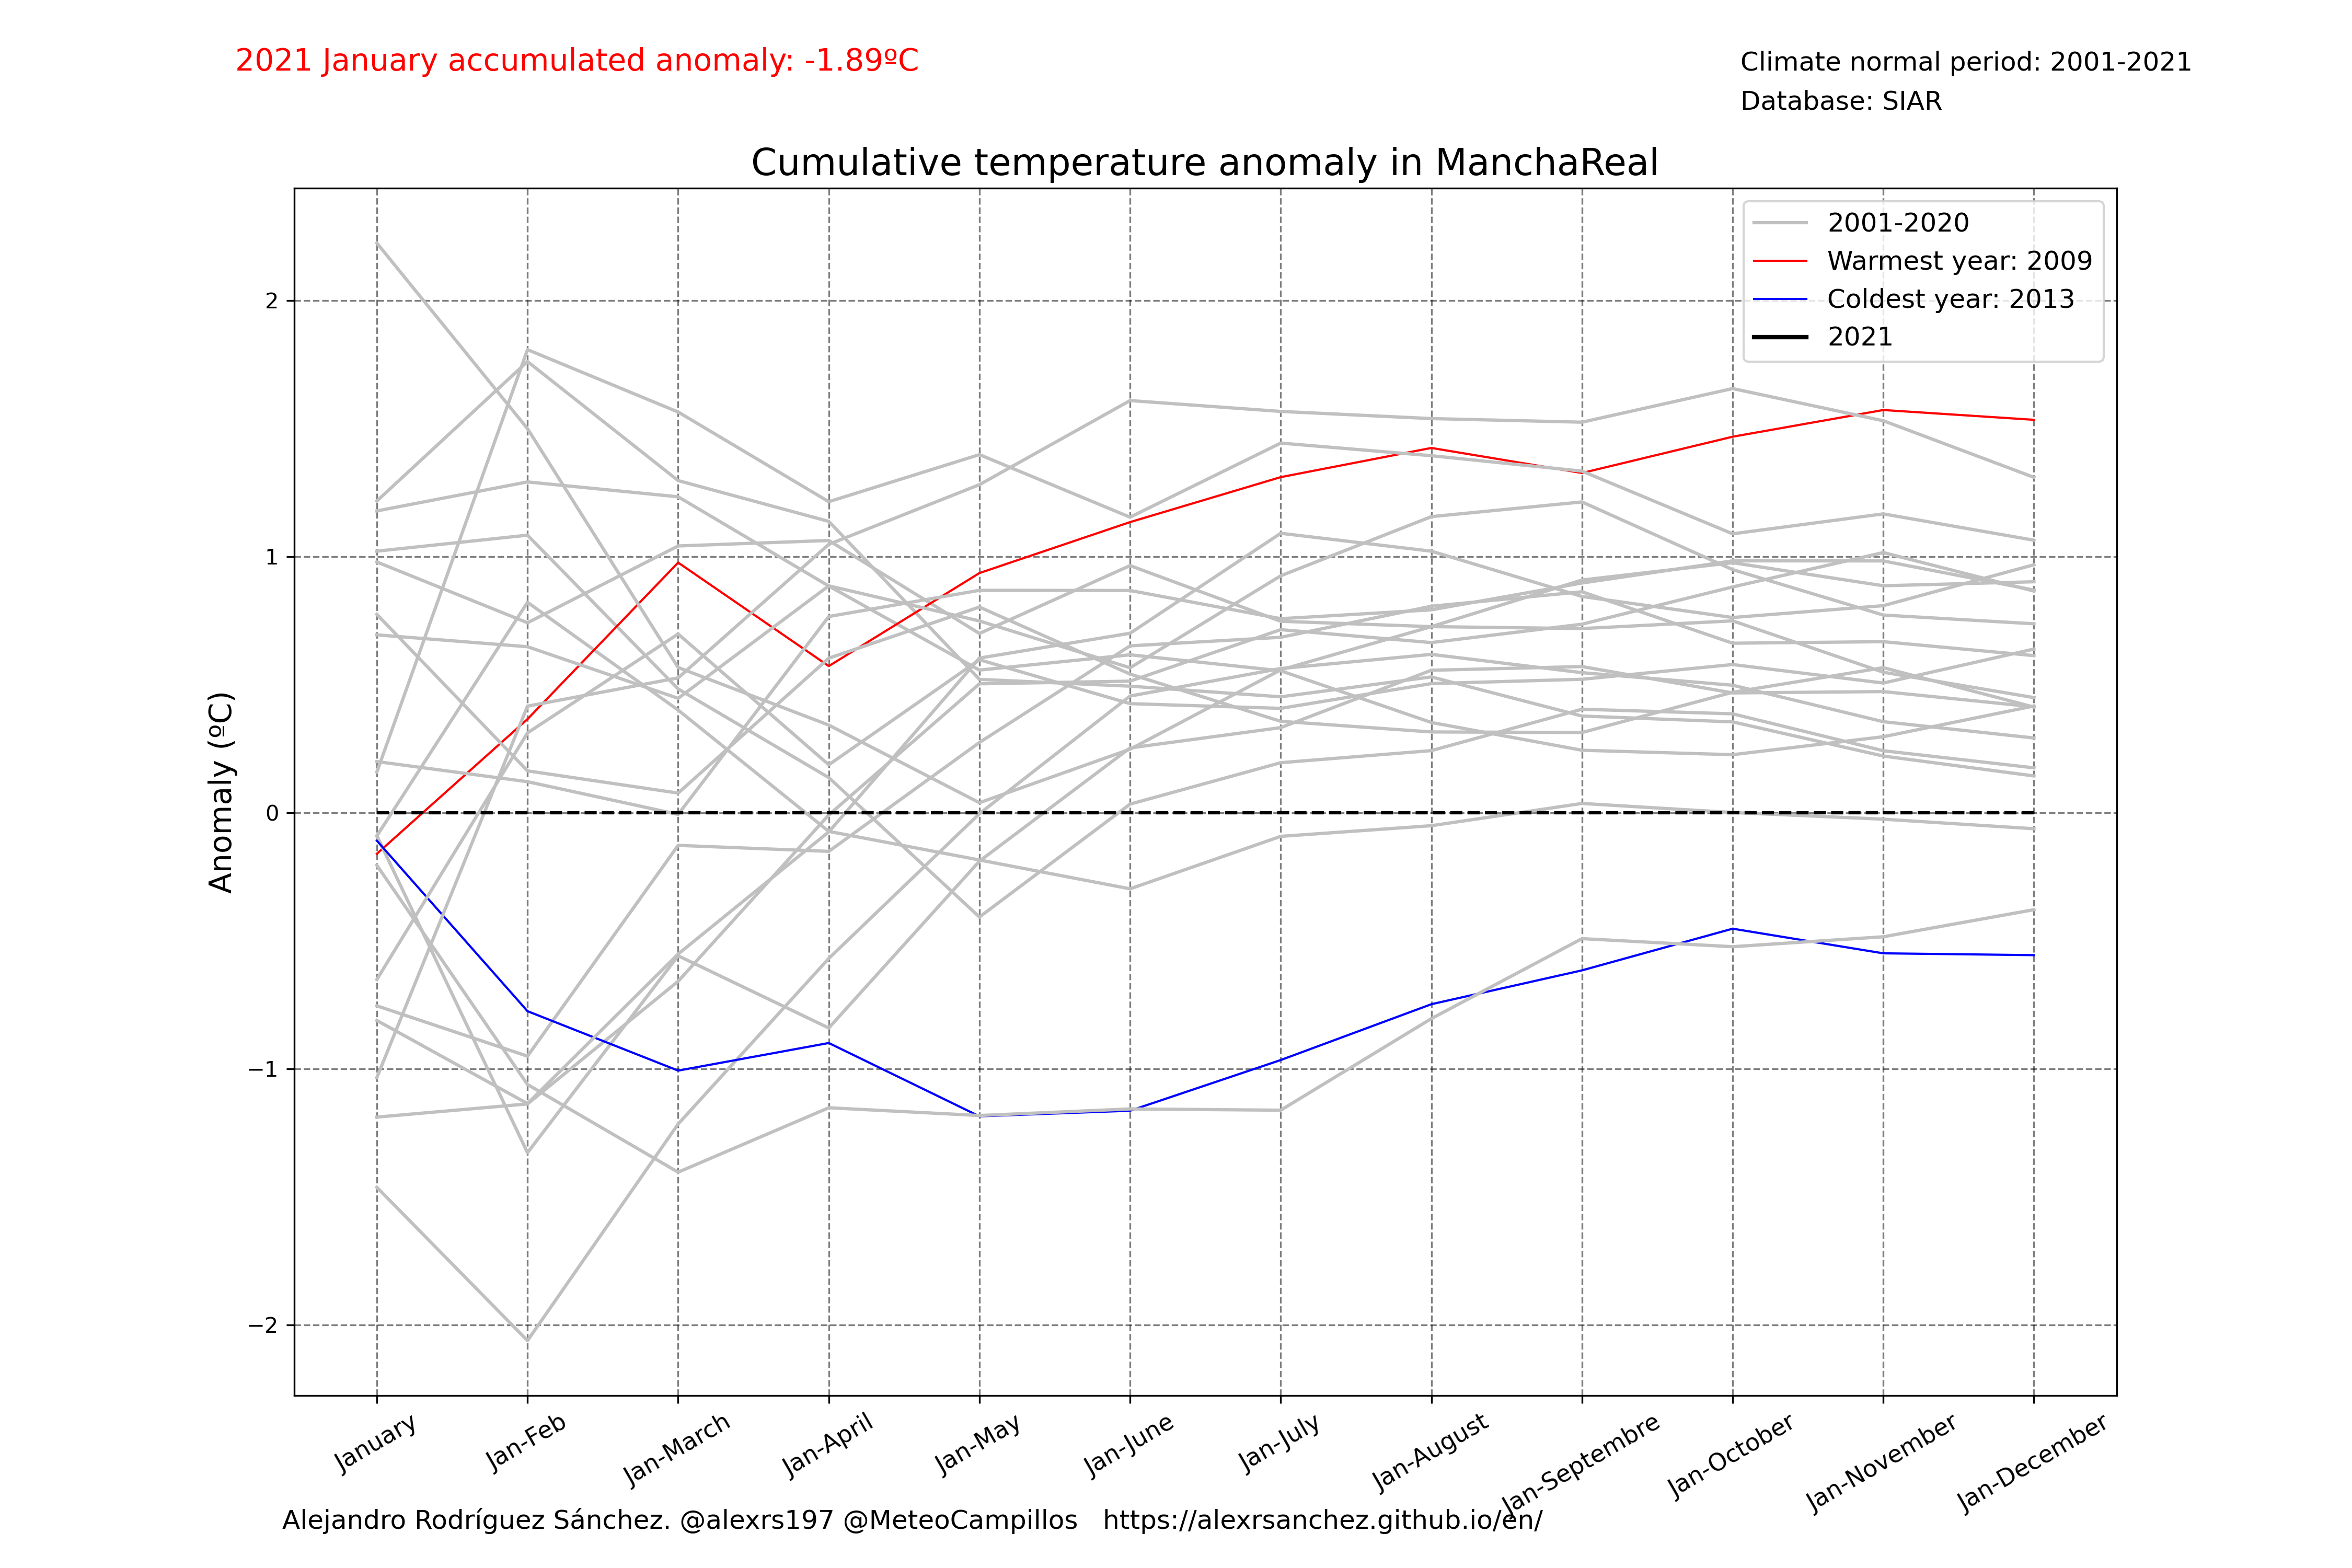 2021 January accumulated anomaly: -1.89ºC
Climate normal period: 2001-2021
Database: SIAR
Cumulative temperature anomaly in ManchaReal
2001-2020
Warmest year: 2009
Coldest year: 2013
2021
Anomaly (ºC)
2
1
0
−1
−2
January
Jan-Feb
Jan-March
Jan-April
Jan-May
Jan-June
Jan-July
Jan-August
Jan-Septembre
Jan-October
Jan-November
Jan-December
Alejandro Rodríguez Sánchez. @alexrs197 @MeteoCampillos   https://alexrsanchez.github.io/en/